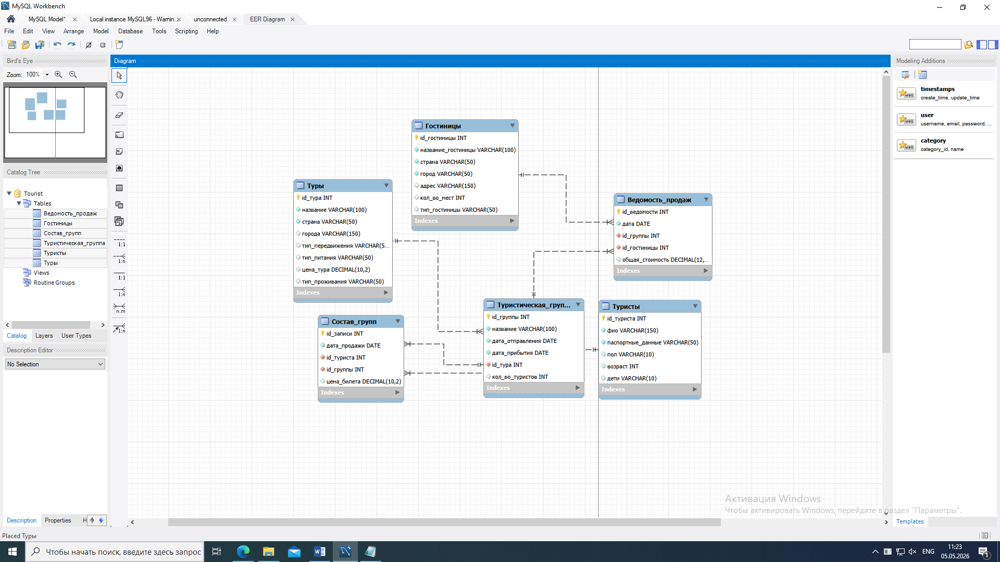 MySQL Workbench
MySQL Model*
Local instance MySQL96 - Warnin...
unconnected
EER Diagram
File Edit View Arrange Model Database Tools Scripting Help
Bird's Eye
Zoom: 100%
Catalog Tree
Tourist
Tables
Ведомость_продаж
Гостиницы
Состав_групп
Туристическая_группа
Туристы
Туры
Views
Routine Groups
Catalog Layers User Types
Description Editor
No Selection
Description Properties H
Placed Туры
Diagram
1:1
1:n
1:1
1:n
n:m
1:n
Гостиницы
id_гостиницы INT
название_гостиницы VARCHAR(100)
страна VARCHAR(50)
город VARCHAR(50)
адрес VARCHAR(150)
кол_во_мест INT
тип_гостиницы VARCHAR(50)
Indexes
Туры
id_тура INT
название VARCHAR(100)
страна VARCHAR(50)
города VARCHAR(150)
тип_передвижения VARCHAR(5...
тип_питания VARCHAR(50)
цена_тура DECIMAL(10,2)
тип_проживания VARCHAR(50)
Indexes
Ведомость_продаж
id_ведомости INT
дата DATE
id_группы INT
id_гостиницы INT
общая_стоимость DECIMAL(12,...
Indexes
Состав_групп
id_записи INT
дата_продажи DATE
id_туриста INT
id_группы INT
цена_билета DECIMAL(10,2)
Indexes
Туристическая_груп...
id_группы INT
название VARCHAR(100)
дата_отправления DATE
дата_прибытия DATE
id_тура INT
кол_во_туристов INT
Indexes
Туристы
id_туриста INT
фио VARCHAR(150)
паспортные_данные VARCHAR(50)
пол VARCHAR(10)
возраст INT
дети VARCHAR(10)
Indexes
Modeling Additions
timestamps
create_time, update_time
user
username, email, password, ...
category
category_id, name
MWB
MWB
MWB
Templates
Активация Windows
Чтобы активировать Windows, перейдите в раздел "Параметры".
Чтобы начать поиск, введите здесь запрос
ENG
11:23
05.05.2026
1